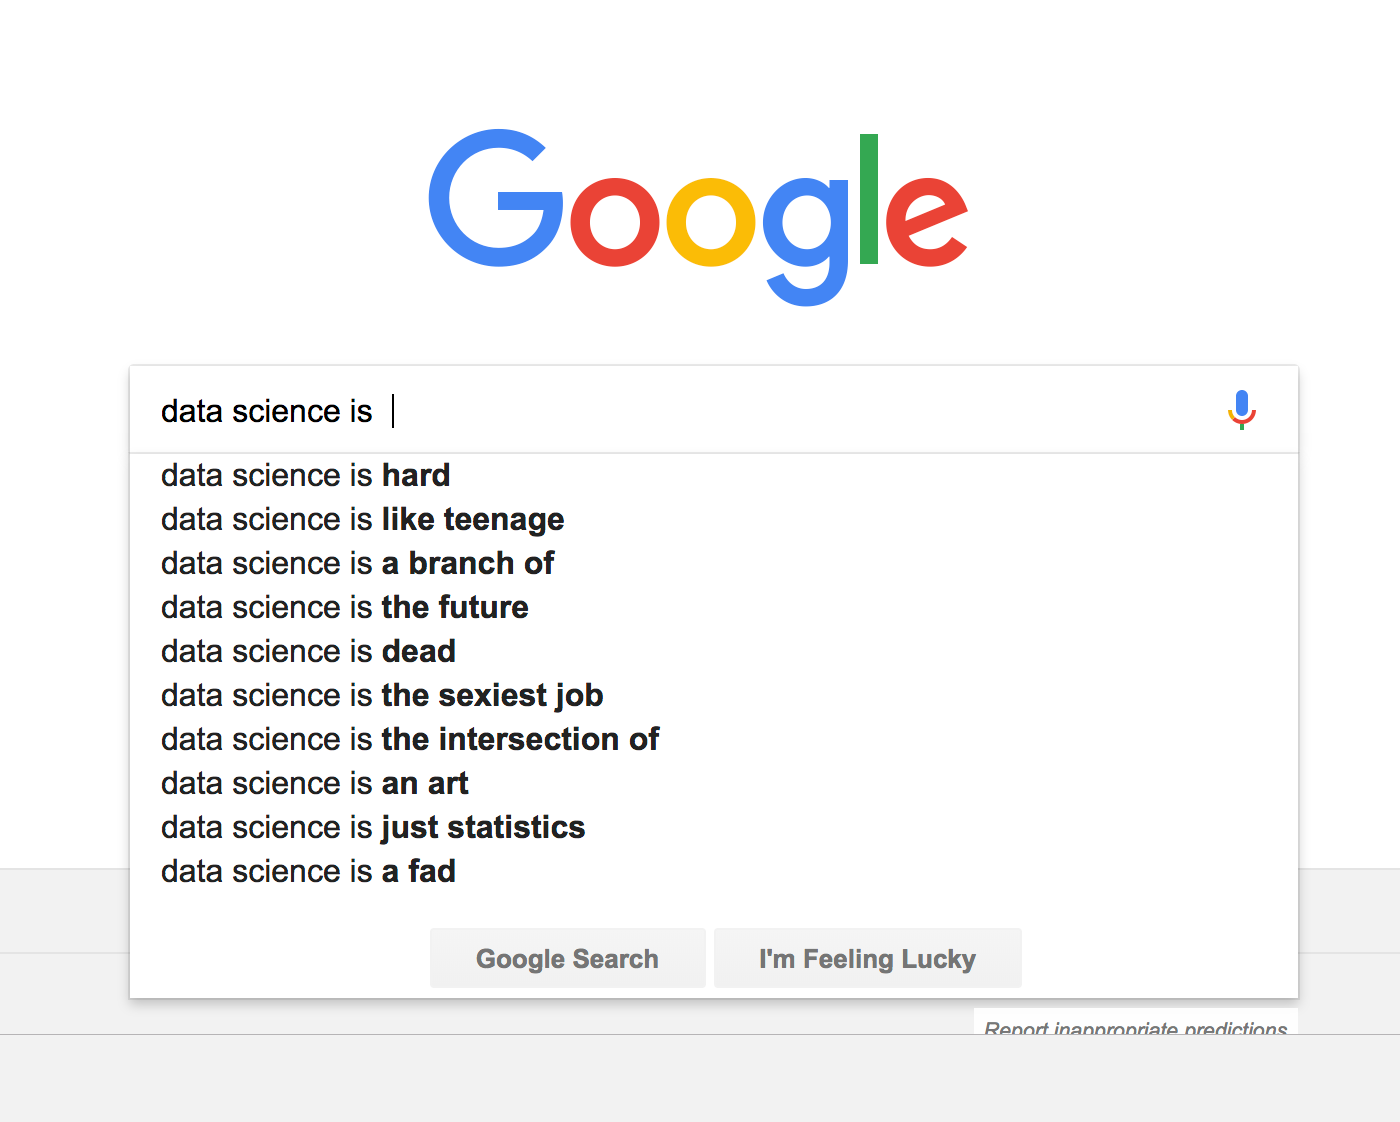 Google
data science is
data science is hard
data science is like teenage
data science is a branch of
data science is the future
data science is dead
data science is the sexiest job
data science is the intersection of
data science is an art
data science is just statistics
data science is a fad
Google Search I'm Feeling Lucky
Report inappropriate predictions